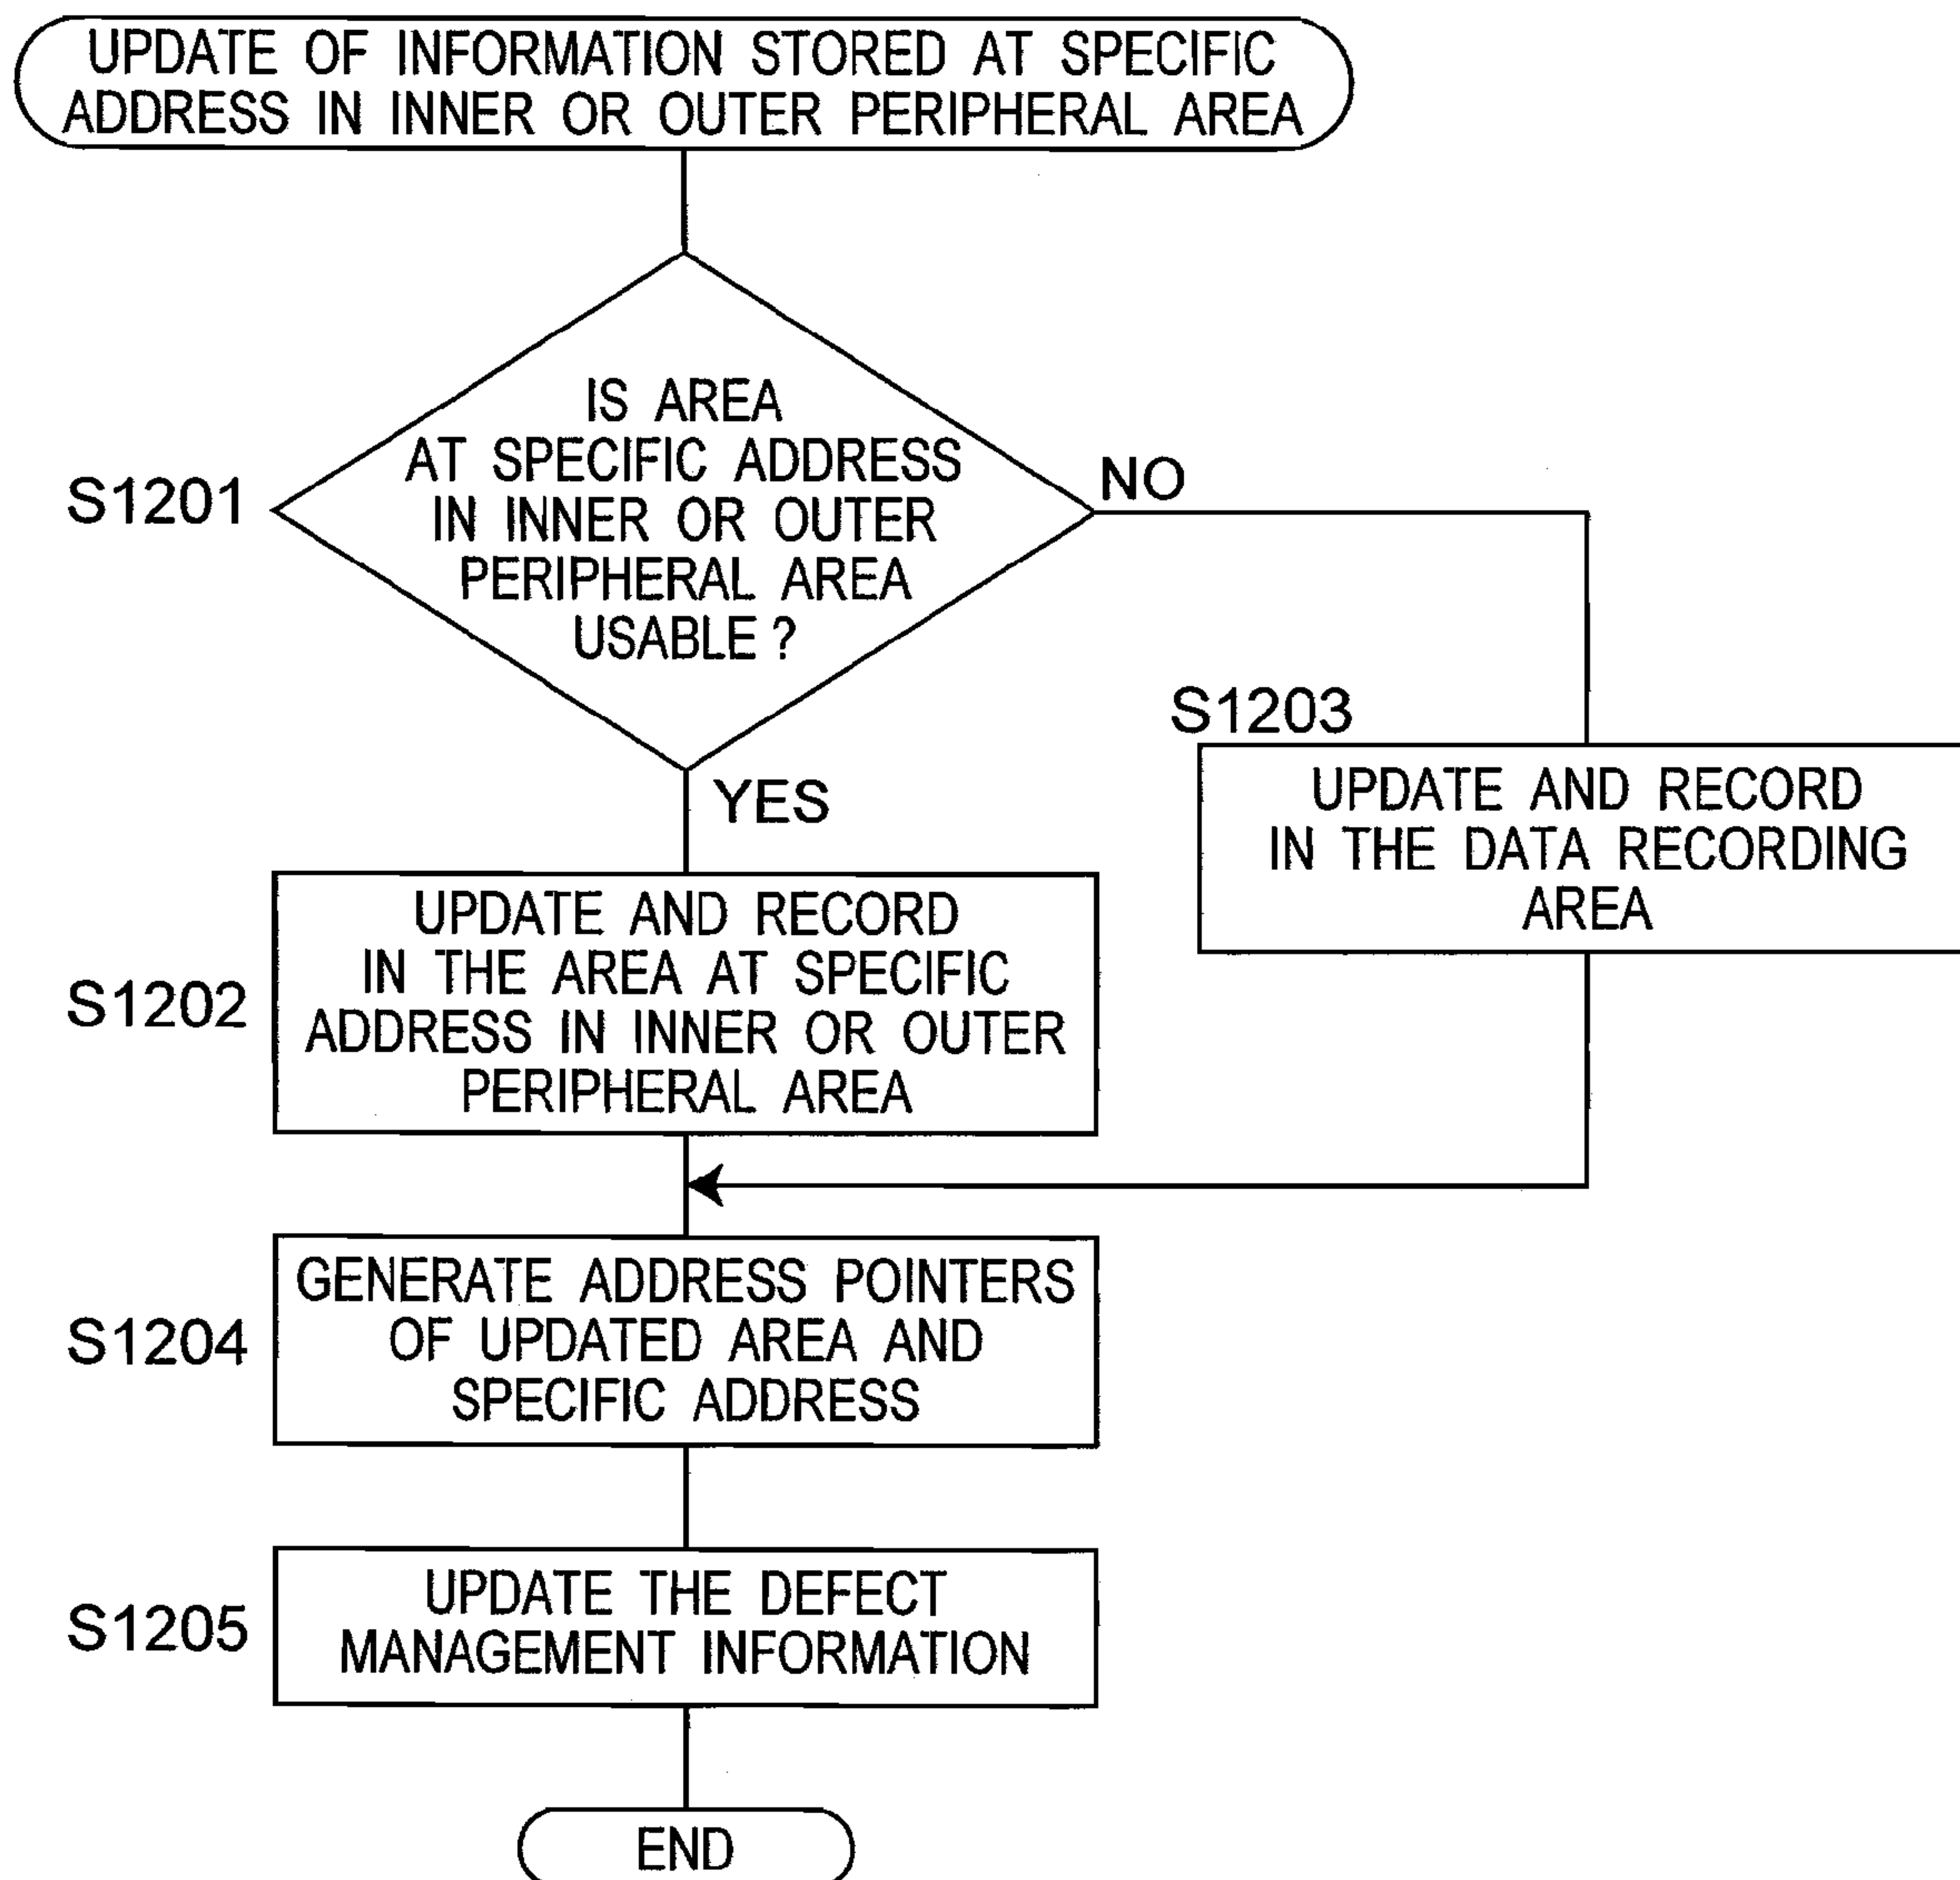 UPDATE OF INFORMATION STORED AT SPECIFIC
ADDRESS IN INNER OR OUTER PERIPHERAL AREA
S1201
IS AREA
AT SPECIFIC ADDRESS
IN INNER OR OUTER
PERIPHERAL AREA
USABLE ?
NO
YES
S1203
UPDATE AND RECORD
IN THE DATA RECORDING
AREA
S1202
UPDATE AND RECORD
IN THE AREA AT SPECIFIC
ADDRESS IN INNER OR OUTER
PERIPHERAL AREA
S1204
GENERATE ADDRESS POINTERS
OF UPDATED AREA AND
SPECIFIC ADDRESS
S1205
UPDATE THE DEFECT
MANAGEMENT INFORMATION
END